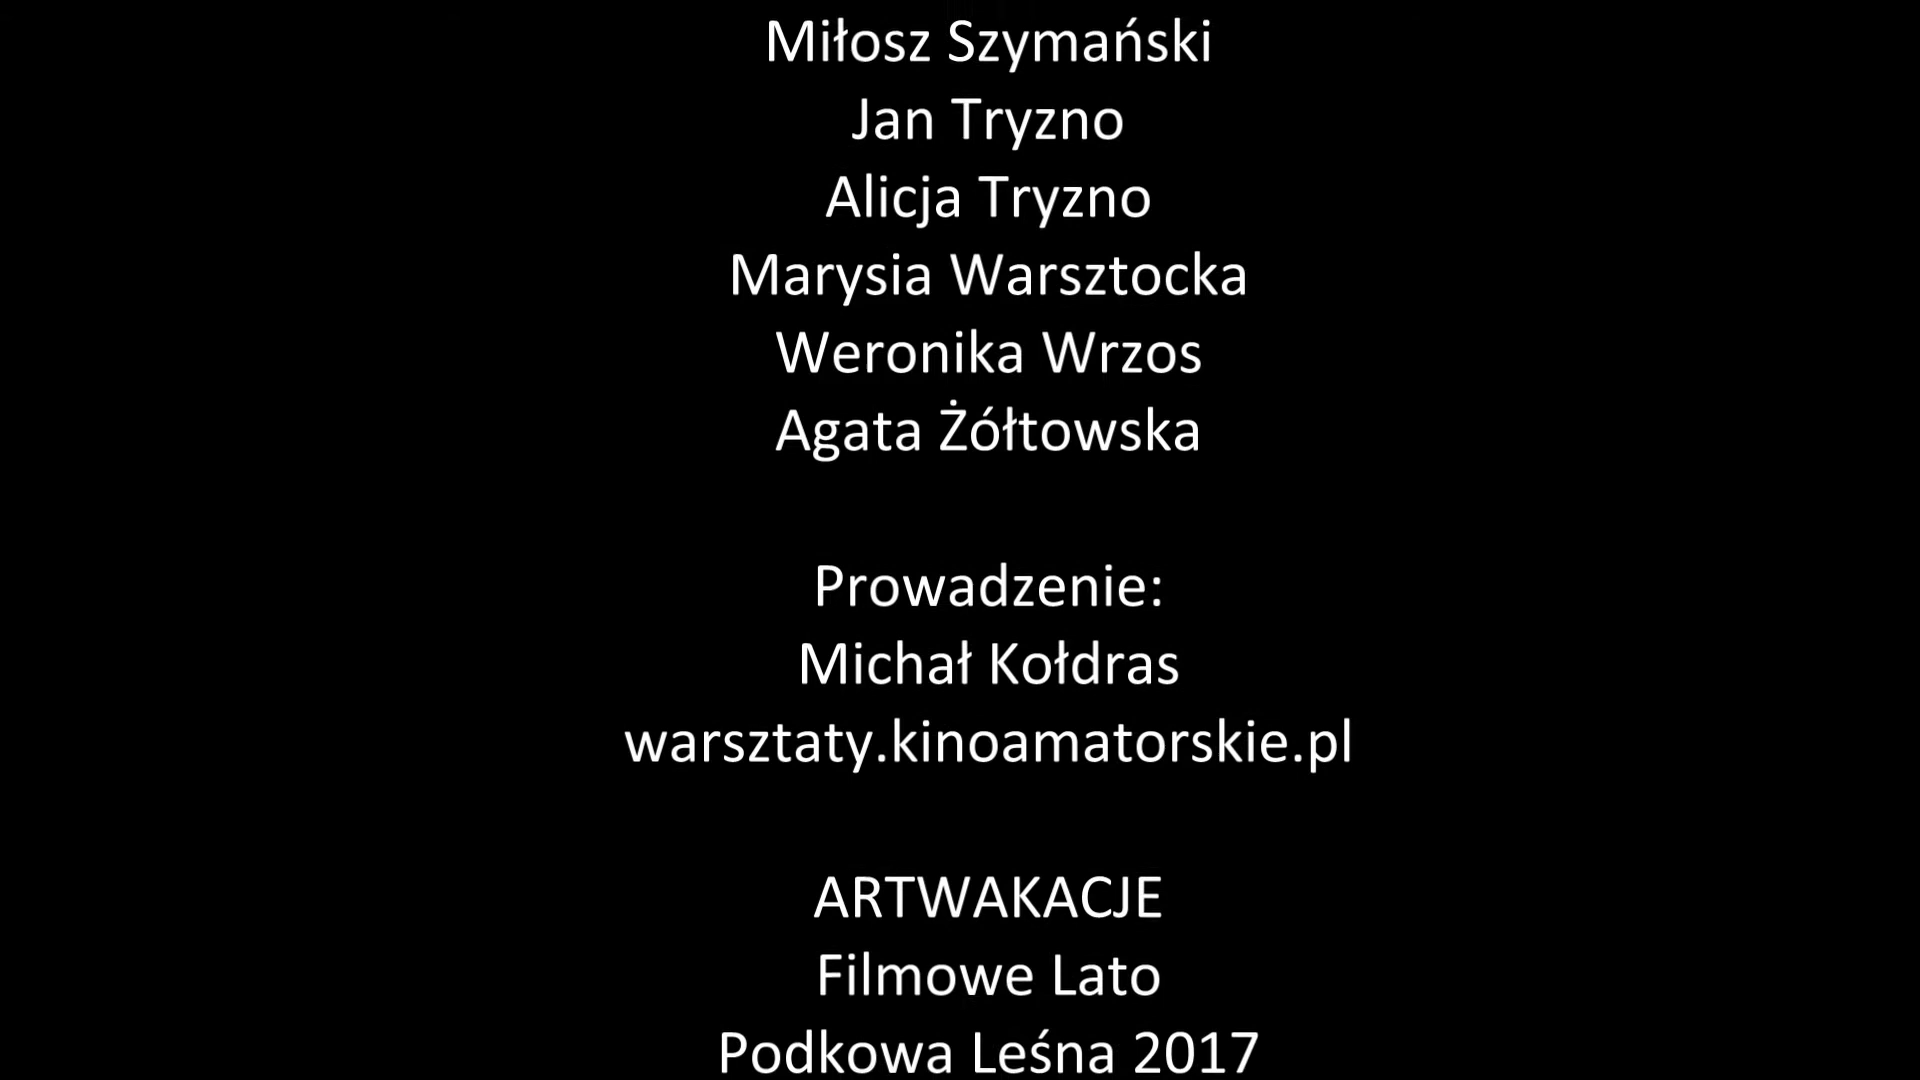 Miłosz Szymański
Jan Tryzno
Alicja Tryzno
Marysia Warsztocka
Weronika Wrzos
Agata Żółtowska
Prowadzenie:
Michał Kołdras
warsztaty.kinoamatorskie.pl
ARTWAKACJE
Filmowe Lato
Podkowa Leśna 2017